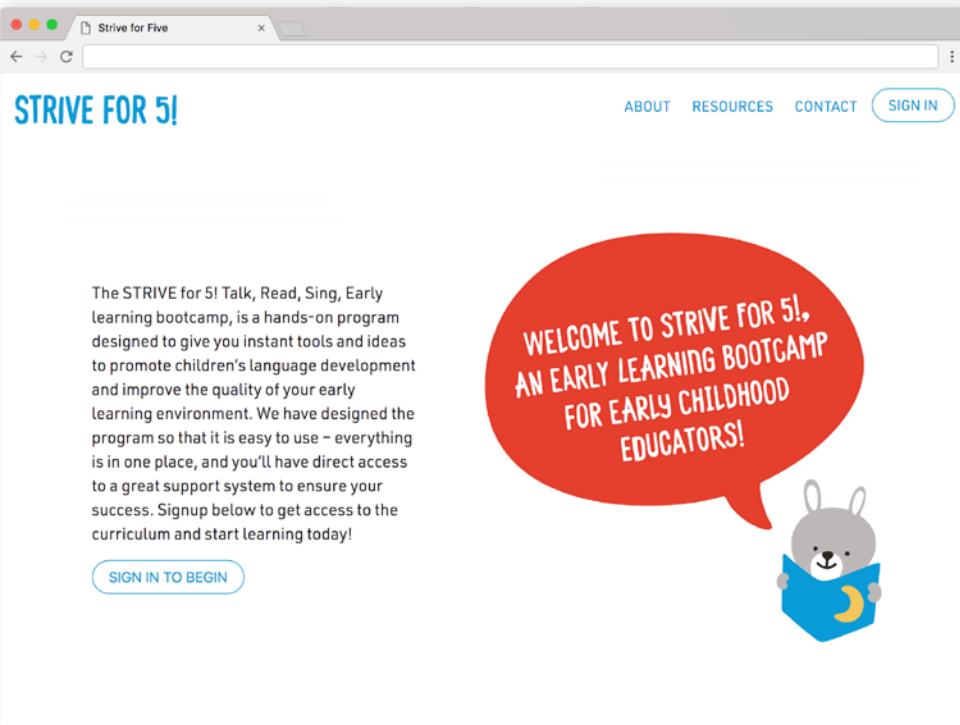 Strive for Five
STRIVE FOR 5!
ABOUT RESOURCES CONTACT SIGN IN
The STRIVE for 5! Talk, Read, Sing, Early
learning bootcamp, is a hands-on program
designed to give you instant tools and ideas
to promote children's language development
and improve the quality of your early
learning environment. We have designed the
program so that it is easy to use – everything
is in one place, and you'll have direct access
to a great support system to ensure your
success. Signup below to get access to the
curriculum and start learning today!
SIGN IN TO BEGIN
WELCOME TO STRIVE FOR 5!,
AN EARLY LEARNING BOOTCAMP
FOR EARLY CHILDHOOD
EDUCATORS!